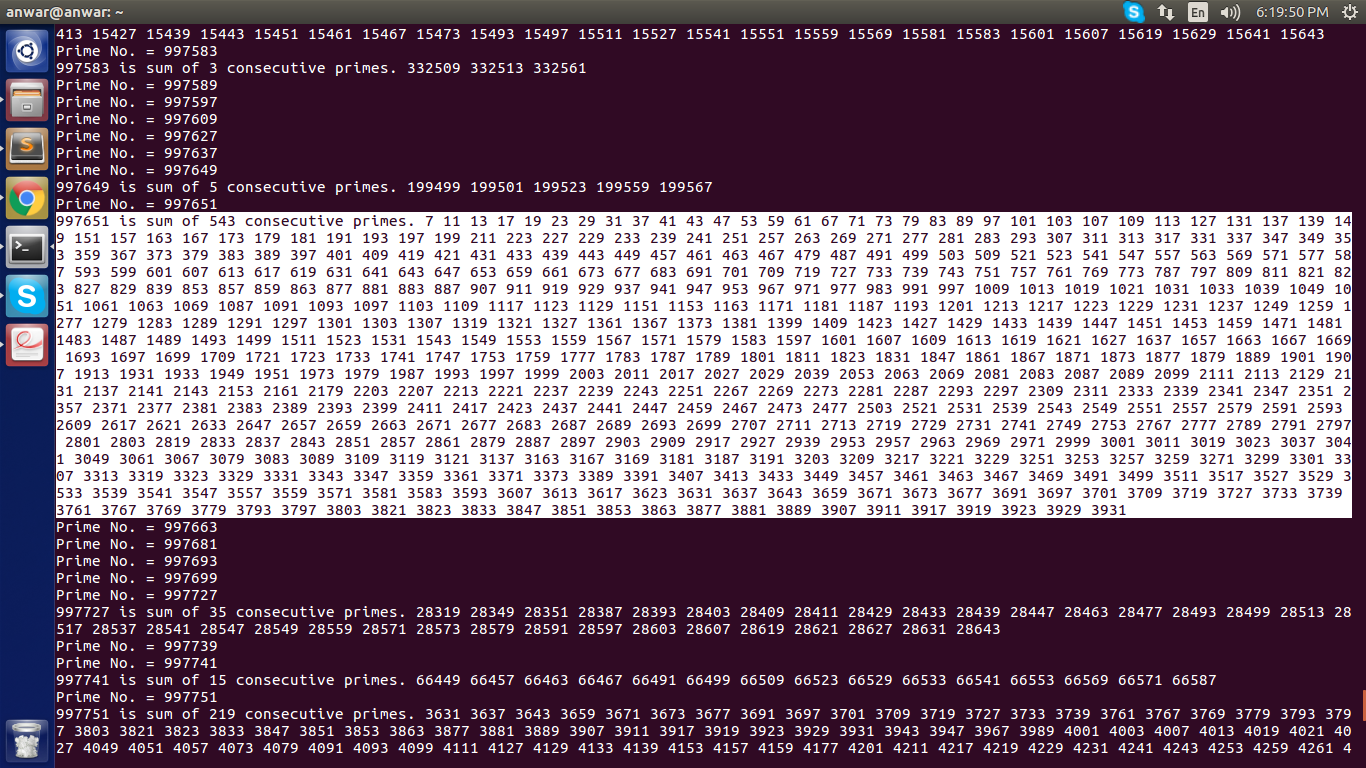 anwar@anwar: ~
En
6:19:50 PM
413 15427 15439 15443 15451 15461 15467 15473 15493 15497 15511 15527 15541 15551 15559 15569 15581 15583 15601 15607 15619 15629 15641 15643
Prime No. = 997583
997583 is sum of 3 consecutive primes. 332509 332513 332561
Prime No. = 997589
Prime No. = 997597
Prime No. = 997609
Prime No. = 997627
Prime No. = 997637
Prime No. = 997649
997649 is sum of 5 consecutive primes. 199499 199501 199523 199559 199567
Prime No. = 997651
997651 is sum of 543 consecutive primes. 7 11 13 17 19 23 29 31 37 41 43 47 53 59 61 67 71 73 79 83 89 97 101 103 107 109 113 127 131 137 139 14
9 151 157 163 167 173 179 181 191 193 197 199 211 223 227 229 233 239 241 251 257 263 269 271 277 281 283 293 307 311 313 317 331 337 347 349 35
3 359 367 373 379 383 389 397 401 409 419 421 431 433 439 443 449 457 461 463 467 479 487 491 499 503 509 521 523 541 547 557 563 569 571 577 58
7 593 599 601 607 613 617 619 631 641 643 647 653 659 661 673 677 683 691 701 709 719 727 733 739 743 751 757 761 769 773 787 797 809 811 821 82
3 827 829 839 853 857 859 863 877 881 883 887 907 911 919 929 937 941 947 953 967 971 977 983 991 997 1009 1013 1019 1021 1031 1033 1039 1049 10
51 1061 1063 1069 1087 1091 1093 1097 1103 1109 1117 1123 1129 1151 1153 1163 1171 1181 1187 1193 1201 1213 1217 1223 1229 1231 1237 1249 1259 1
277 1279 1283 1289 1291 1297 1301 1303 1307 1319 1321 1327 1361 1367 1373 1381 1399 1409 1423 1427 1429 1433 1439 1447 1451 1453 1459 1471 1481
1483 1487 1489 1493 1499 1511 1523 1531 1543 1549 1553 1559 1567 1571 1579 1583 1597 1601 1607 1609 1613 1619 1621 1627 1637 1657 1663 1667 1669
1693 1697 1699 1709 1721 1723 1733 1741 1747 1753 1759 1777 1783 1787 1789 1801 1811 1823 1831 1847 1861 1867 1871 1873 1877 1879 1889 1901 190
7 1913 1931 1933 1949 1951 1973 1979 1987 1993 1997 1999 2003 2011 2017 2027 2029 2039 2053 2063 2069 2081 2083 2087 2089 2099 2111 2113 2129 21
31 2137 2141 2143 2153 2161 2179 2203 2207 2213 2221 2237 2239 2243 2251 2267 2269 2273 2281 2287 2293 2297 2309 2311 2333 2339 2341 2347 2351 2
357 2371 2377 2381 2383 2389 2393 2399 2411 2417 2423 2437 2441 2447 2459 2467 2473 2477 2503 2521 2531 2539 2543 2549 2551 2557 2579 2591 2593
2609 2617 2621 2633 2647 2657 2659 2663 2671 2677 2683 2687 2689 2693 2699 2707 2711 2713 2719 2729 2731 2741 2749 2753 2767 2777 2789 2791 2797
2801 2803 2819 2833 2837 2843 2851 2857 2861 2879 2887 2897 2903 2909 2917 2927 2939 2953 2957 2963 2969 2971 2999 3001 3011 3019 3023 3037 304
1 3049 3061 3067 3079 3083 3089 3109 3119 3121 3137 3163 3167 3169 3181 3187 3191 3203 3209 3217 3221 3229 3251 3253 3257 3259 3271 3299 3301 33
07 3313 3319 3323 3329 3331 3343 3347 3359 3361 3371 3373 3389 3391 3407 3413 3433 3449 3457 3461 3463 3467 3469 3491 3499 3511 3517 3527 3529 3
533 3539 3541 3547 3557 3559 3571 3581 3583 3593 3607 3613 3617 3623 3631 3637 3643 3659 3671 3673 3677 3691 3697 3701 3709 3719 3727 3733 3739
3761 3767 3769 3779 3793 3797 3803 3821 3823 3833 3847 3851 3853 3863 3877 3881 3889 3907 3911 3917 3919 3923 3929 3931
Prime No. = 997663
Prime No. = 997681
Prime No. = 997693
Prime No. = 997699
Prime No. = 997727
997727 is sum of 35 consecutive primes. 28319 28349 28351 28387 28393 28403 28409 28411 28429 28433 28439 28447 28463 28477 28493 28499 28513 28
517 28537 28541 28547 28549 28559 28571 28573 28579 28591 28597 28603 28607 28619 28621 28627 28631 28643
Prime No. = 997739
Prime No. = 997741
997741 is sum of 15 consecutive primes. 66449 66457 66463 66467 66491 66499 66509 66523 66529 66533 66541 66553 66569 66571 66587
Prime No. = 997751
997751 is sum of 219 consecutive primes. 3631 3637 3643 3659 3671 3673 3677 3691 3697 3701 3709 3719 3727 3733 3739 3761 3767 3769 3779 3793 379
7 3803 3821 3823 3833 3847 3851 3853 3863 3877 3881 3889 3907 3911 3917 3919 3923 3929 3931 3943 3947 3967 3989 4001 4003 4007 4013 4019 4021 40
27 4049 4051 4057 4073 4079 4091 4093 4099 4111 4127 4129 4133 4139 4153 4157 4159 4177 4201 4211 4217 4219 4229 4231 4241 4243 4253 4259 4261 4